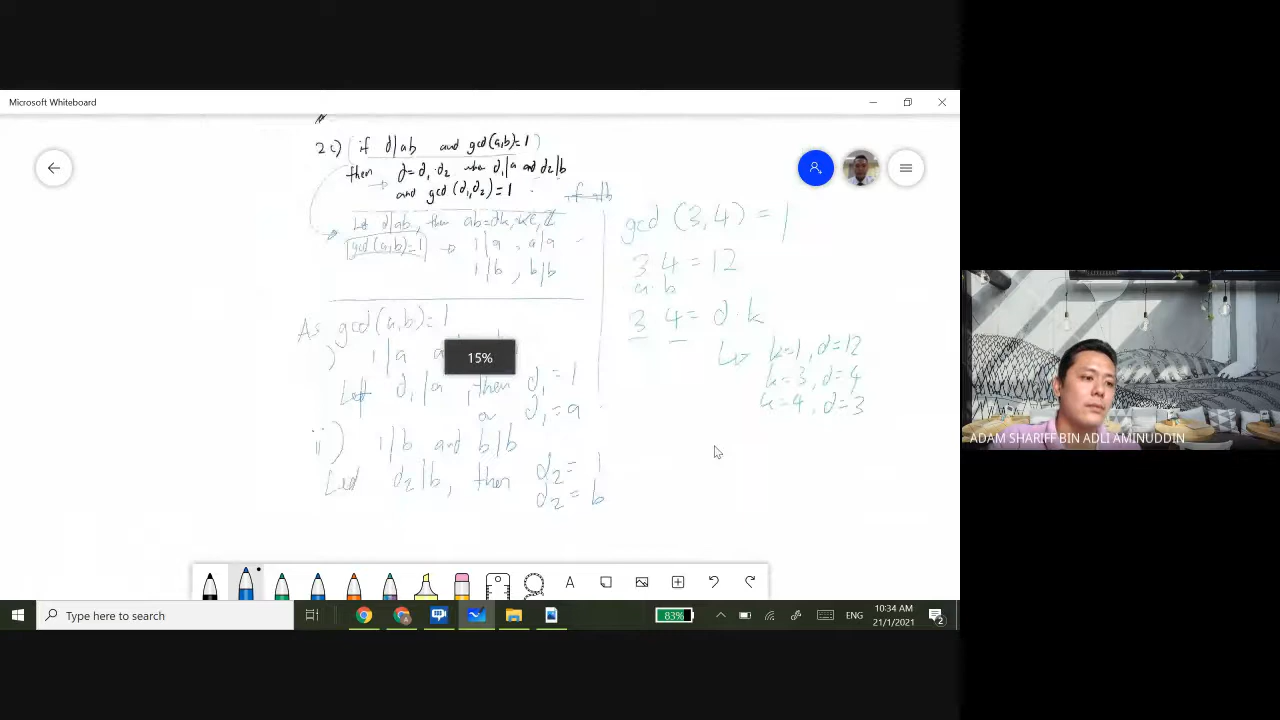 Microsoft Whiteboard
2 c) (if d|ab and gcd(a,b)=1)
then d=d₁·d₂ when d₁|a and d₂|b
and gcd(d₁,d₂)=1
if a|b
Let d|ab, then ab=dk, k∈ℤ
gcd(a,b)=1 → 1|a , a|a
1|b , b|b
As gcd(a,b)=1
) 1|a a
Let d₁|a , then d₁ = 1
d₁ = a
ii) 1|b and b|b
Let d₂|b, then d₂ = 1
d₂ = b
gcd (3,4) = 1
3 4 = 12
a·b
3 4 = d·k
k=1, d=12
k=3, d=4
k=4, d=3
15%
ADAM SHARIFF BIN ADLI AMINUDDIN
Type here to search
83%
ENG
10:34 AM
21/1/2021
2